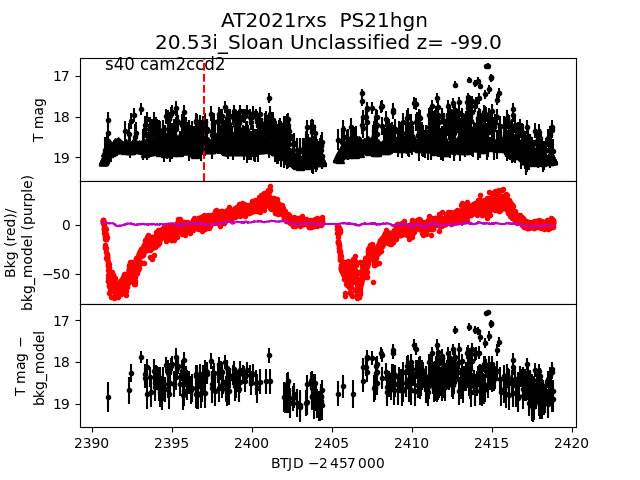 AT2021rxs  PS21hgn
20.53i_Sloan Unclassified z= -99.0
s40 cam2ccd2
T mag
17
18
19
Bkg (red)/
bkg_model (purple)
0
−50
T mag −
bkg_model
17
18
19
2390 2395 2400 2405 2410 2415 2420
BTJD −2 457 000